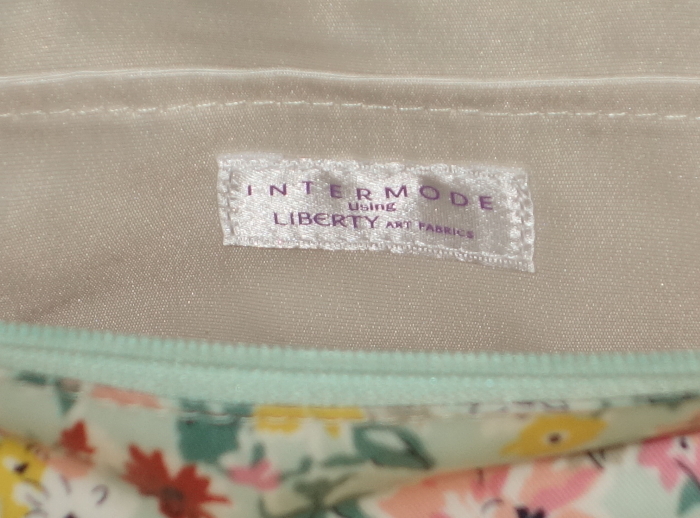 INTERMODE
Using
LIBERTY ART FABRICS